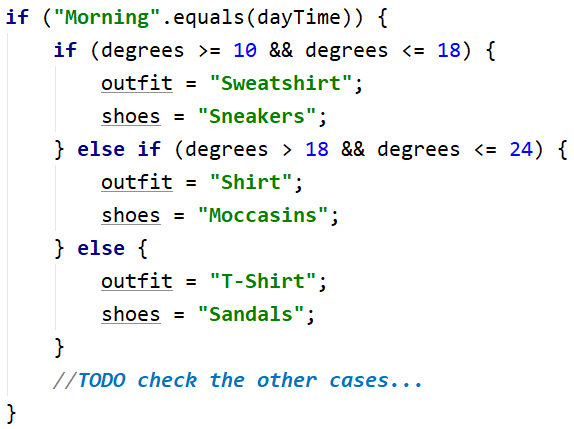 if ("Morning".equals(dayTime)) {
    if (degrees >= 10 && degrees <= 18) {
        outfit = "Sweatshirt";
        shoes = "Sneakers";
    } else if (degrees > 18 && degrees <= 24) {
        outfit = "Shirt";
        shoes = "Moccasins";
    } else {
        outfit = "T-Shirt";
        shoes = "Sandals";
    }
    //TODO check the other cases...
}